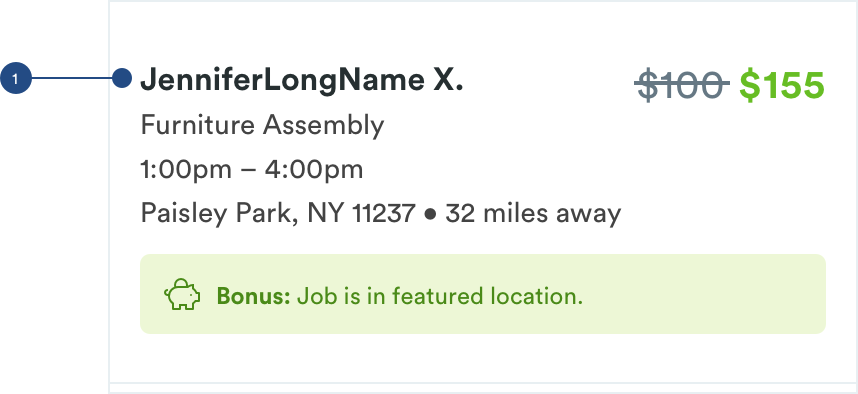 1
JenniferLongName X.
$100 $155
Furniture Assembly
1:00pm – 4:00pm
Paisley Park, NY 11237 • 32 miles away
Bonus: Job is in featured location.